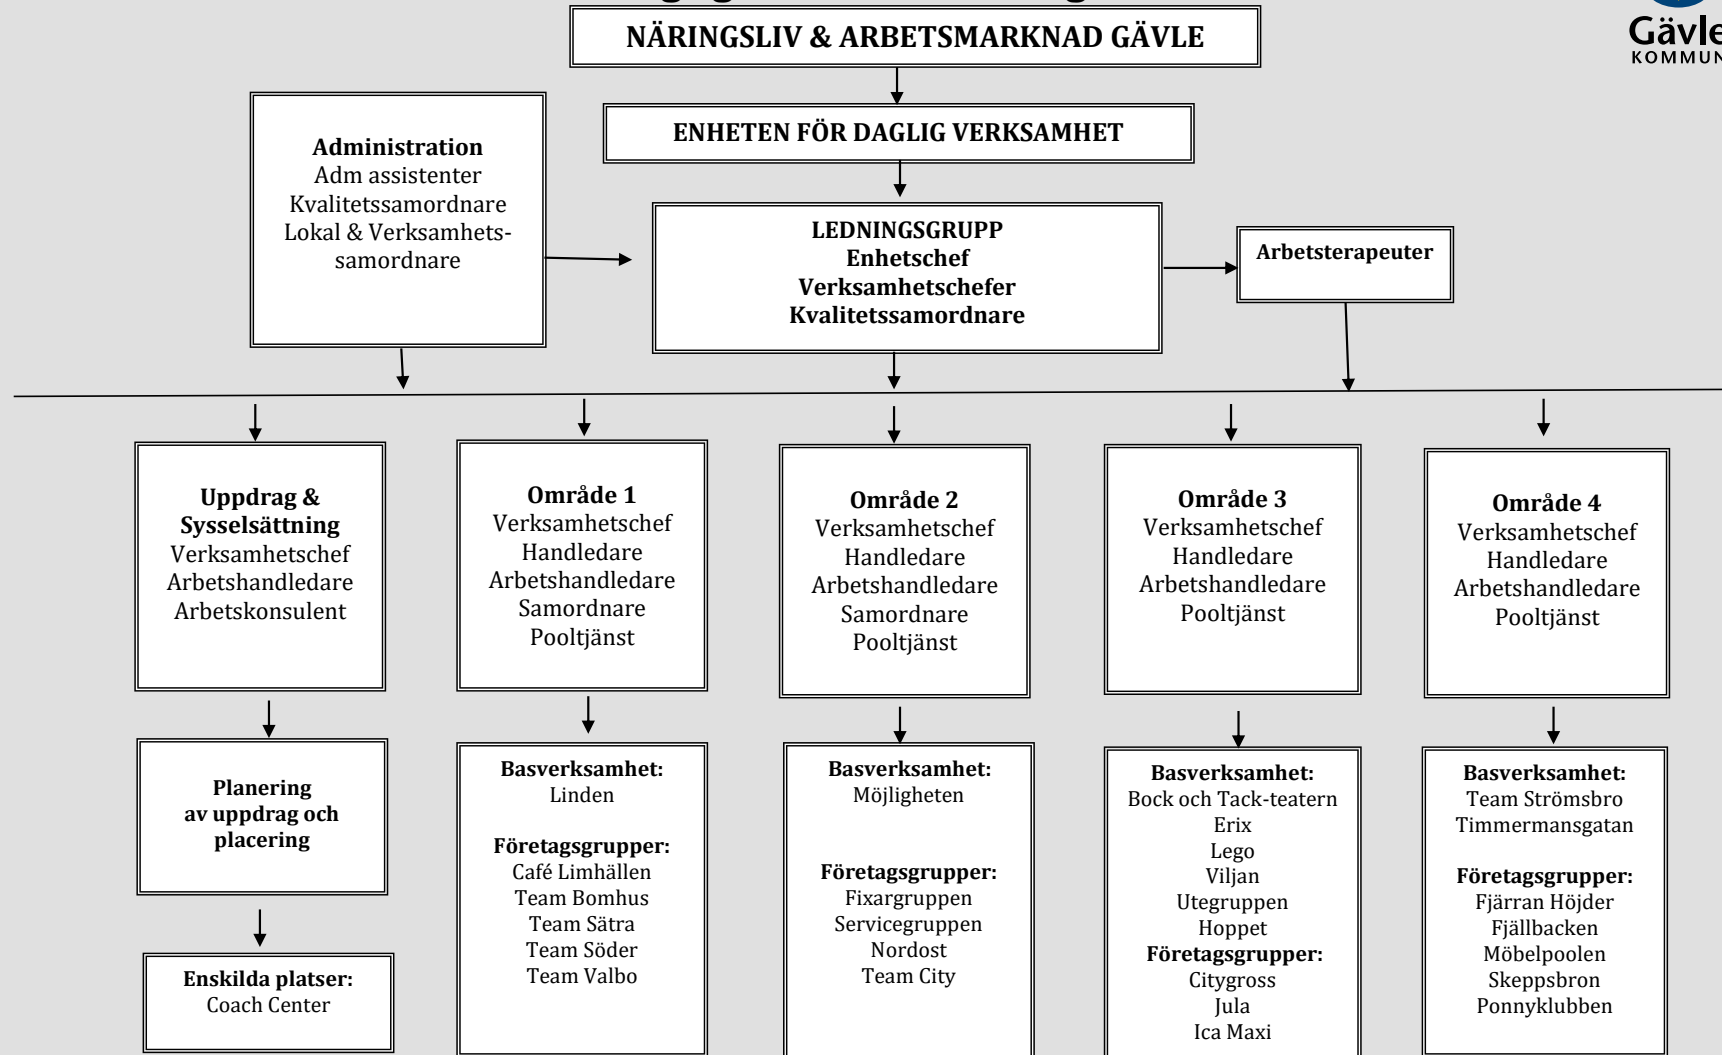 NÄRINGSLIV & ARBETSMARKNAD GÄVLE
Gävle
KOMMUN
ENHETEN FÖR DAGLIG VERKSAMHET
Administration
Adm assistenter
Kvalitetssamordnare
Lokal & Verksamhets-
samordnare
LEDNINGSGRUPP
Enhetschef
Verksamhetschefer
Kvalitetssamordnare
Arbetsterapeuter
Uppdrag &
Sysselsättning
Verksamhetschef
Arbetshandledare
Arbetskonsulent
Område 1
Verksamhetschef
Handledare
Arbetshandledare
Samordnare
Pooltjänst
Område 2
Verksamhetschef
Handledare
Arbetshandledare
Samordnare
Pooltjänst
Område 3
Verksamhetschef
Handledare
Arbetshandledare
Pooltjänst
Område 4
Verksamhetschef
Handledare
Arbetshandledare
Pooltjänst
Planering
av uppdrag och
placering
Enskilda platser:
Coach Center
Basverksamhet:
Linden
Företagsgrupper:
Café Limhällen
Team Bomhus
Team Sätra
Team Söder
Team Valbo
Basverksamhet:
Möjligheten
Företagsgrupper:
Fixargruppen
Servicegruppen
Nordost
Team City
Basverksamhet:
Bock och Tack-teatern
Erix
Lego
Viljan
Utegruppen
Hoppet
Företagsgrupper:
Citygross
Jula
Ica Maxi
Basverksamhet:
Team Strömsbro
Timmermansgatan
Företagsgrupper:
Fjärran Höjder
Fjällbacken
Möbelpoolen
Skeppsbron
Ponnyklubben